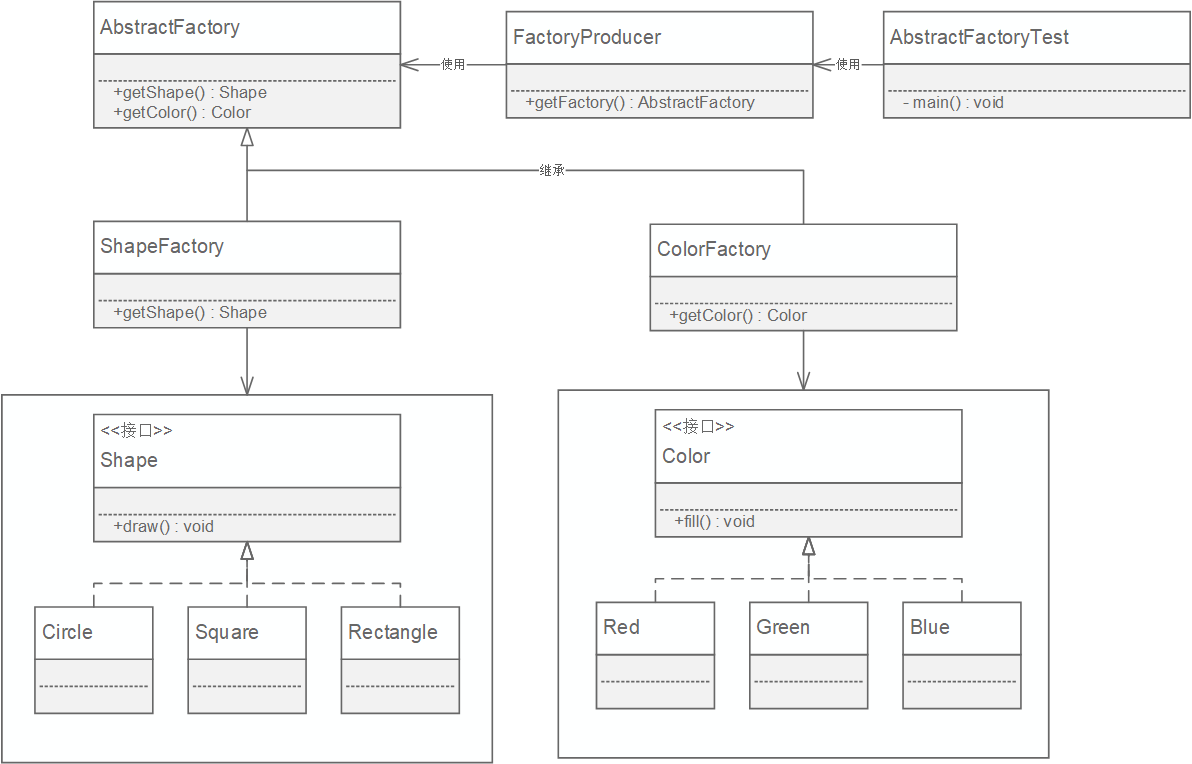 AbstractFactory
+getShape() : Shape
+getColor() : Color
使用
FactoryProducer
+getFactory() : AbstractFactory
使用
AbstractFactoryTest
- main() : void
继承
ShapeFactory
+getShape() : Shape
ColorFactory
+getColor() : Color
<<接口>>
Shape
+draw() : void
Circle
Square
Rectangle
<<接口>>
Color
+fill() : void
Red
Green
Blue